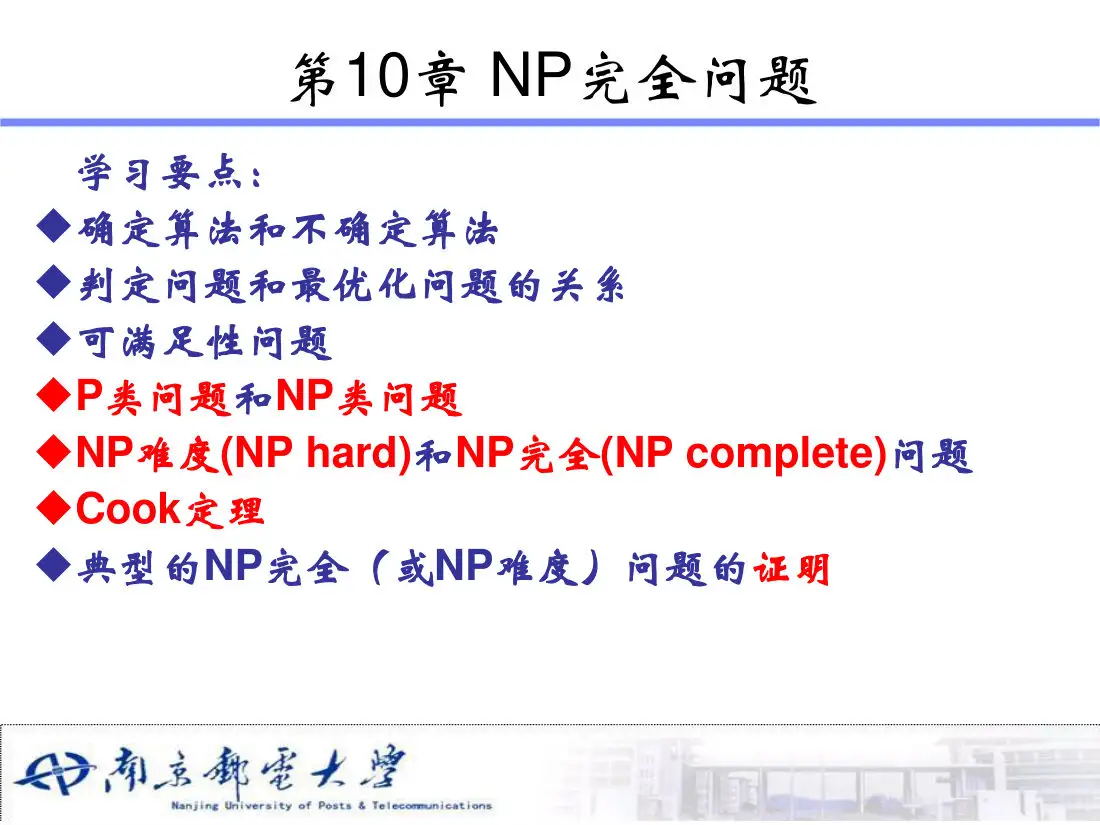 第10章 NP完全问题
学习要点：
◆确定算法和不确定算法
◆判定问题和最优化问题的关系
◆可满足性问题
◆P类问题和NP类问题
◆NP难度(NP hard)和NP完全(NP complete)问题
◆Cook定理
◆典型的NP完全（或NP难度）问题的证明
南京邮电大学
Nanjing University of Posts & Telecommunications